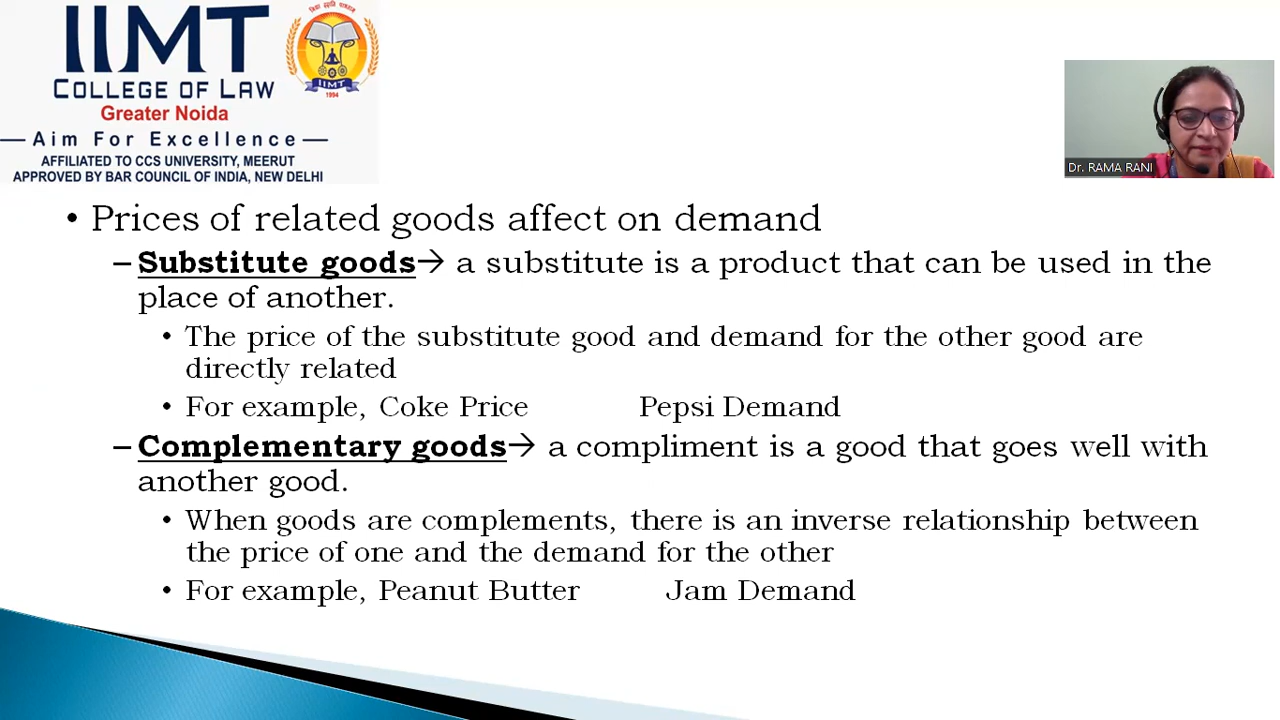 IIMT
COLLEGE OF LAW
Greater Noida
— Aim For Excellence —
AFFILIATED TO CCS UNIVERSITY, MEERUT
APPROVED BY BAR COUNCIL OF INDIA, NEW DELHI
IIMT
1994
Dr. RAMA RANI
• Prices of related goods affect on demand
– Substitute goods→ a substitute is a product that can be used in the
place of another.
• The price of the substitute good and demand for the other good are
directly related
• For example, Coke Price Pepsi Demand
– Complementary goods→ a compliment is a good that goes well with
another good.
• When goods are complements, there is an inverse relationship between
the price of one and the demand for the other
• For example, Peanut Butter Jam Demand